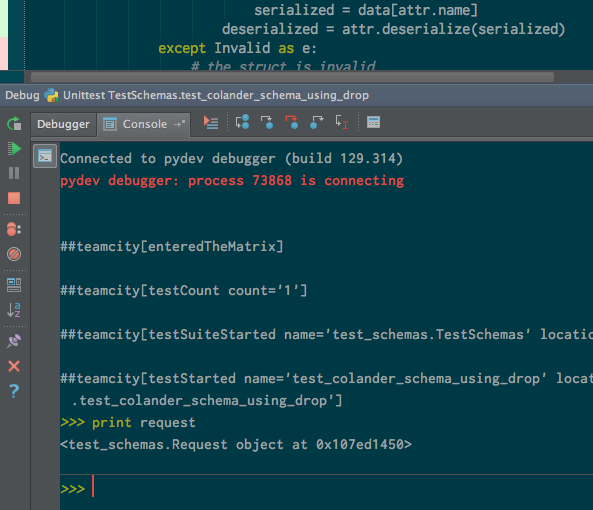 serialized = data[attr.name]
deserialized = attr.deserialize(serialized)
except Invalid as e:
# the struct is invalid
Debug Unittest TestSchemas.test_colander_schema_using_drop
Debugger Console
Connected to pydev debugger (build 129.314)
pydev debugger: process 73868 is connecting
##teamcity[enteredTheMatrix]
##teamcity[testCount count='1']
##teamcity[testSuiteStarted name='test_schemas.TestSchemas' locatio
##teamcity[testStarted name='test_colander_schema_using_drop' locat
.test_colander_schema_using_drop']
>>> print request
<test_schemas.Request object at 0x107ed1450>
>>>